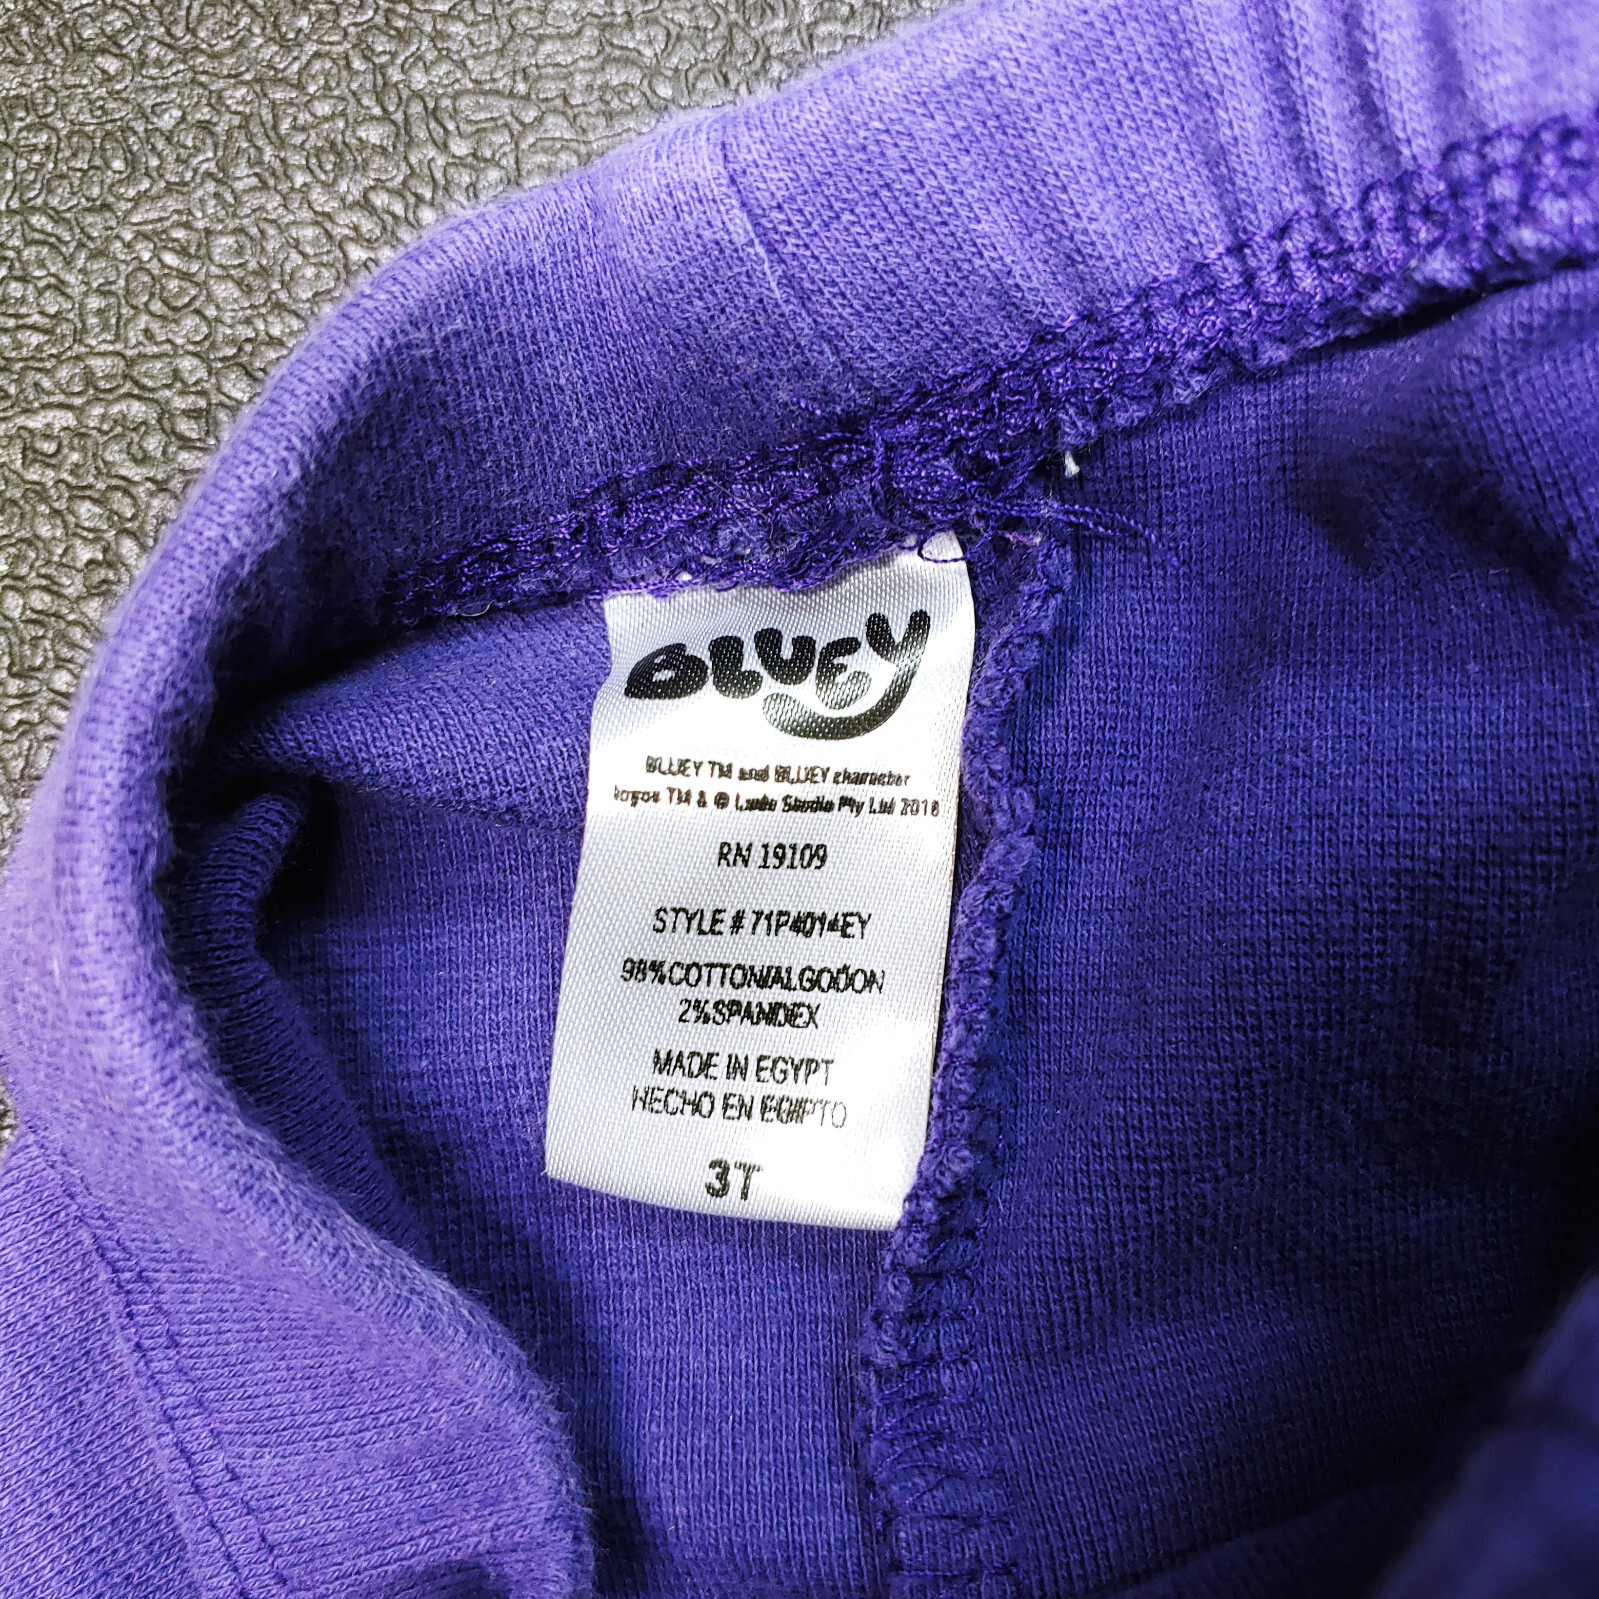 BLUEY
BLUEY TM and BLUEY character
logos TM & © Ludo Studio Pty Ltd 2018
RN 19109
STYLE # 71P4014EY
98%COTTON/ALGODON
2%SPANDEX
MADE IN EGYPT
HECHO EN EGIPTO
3T